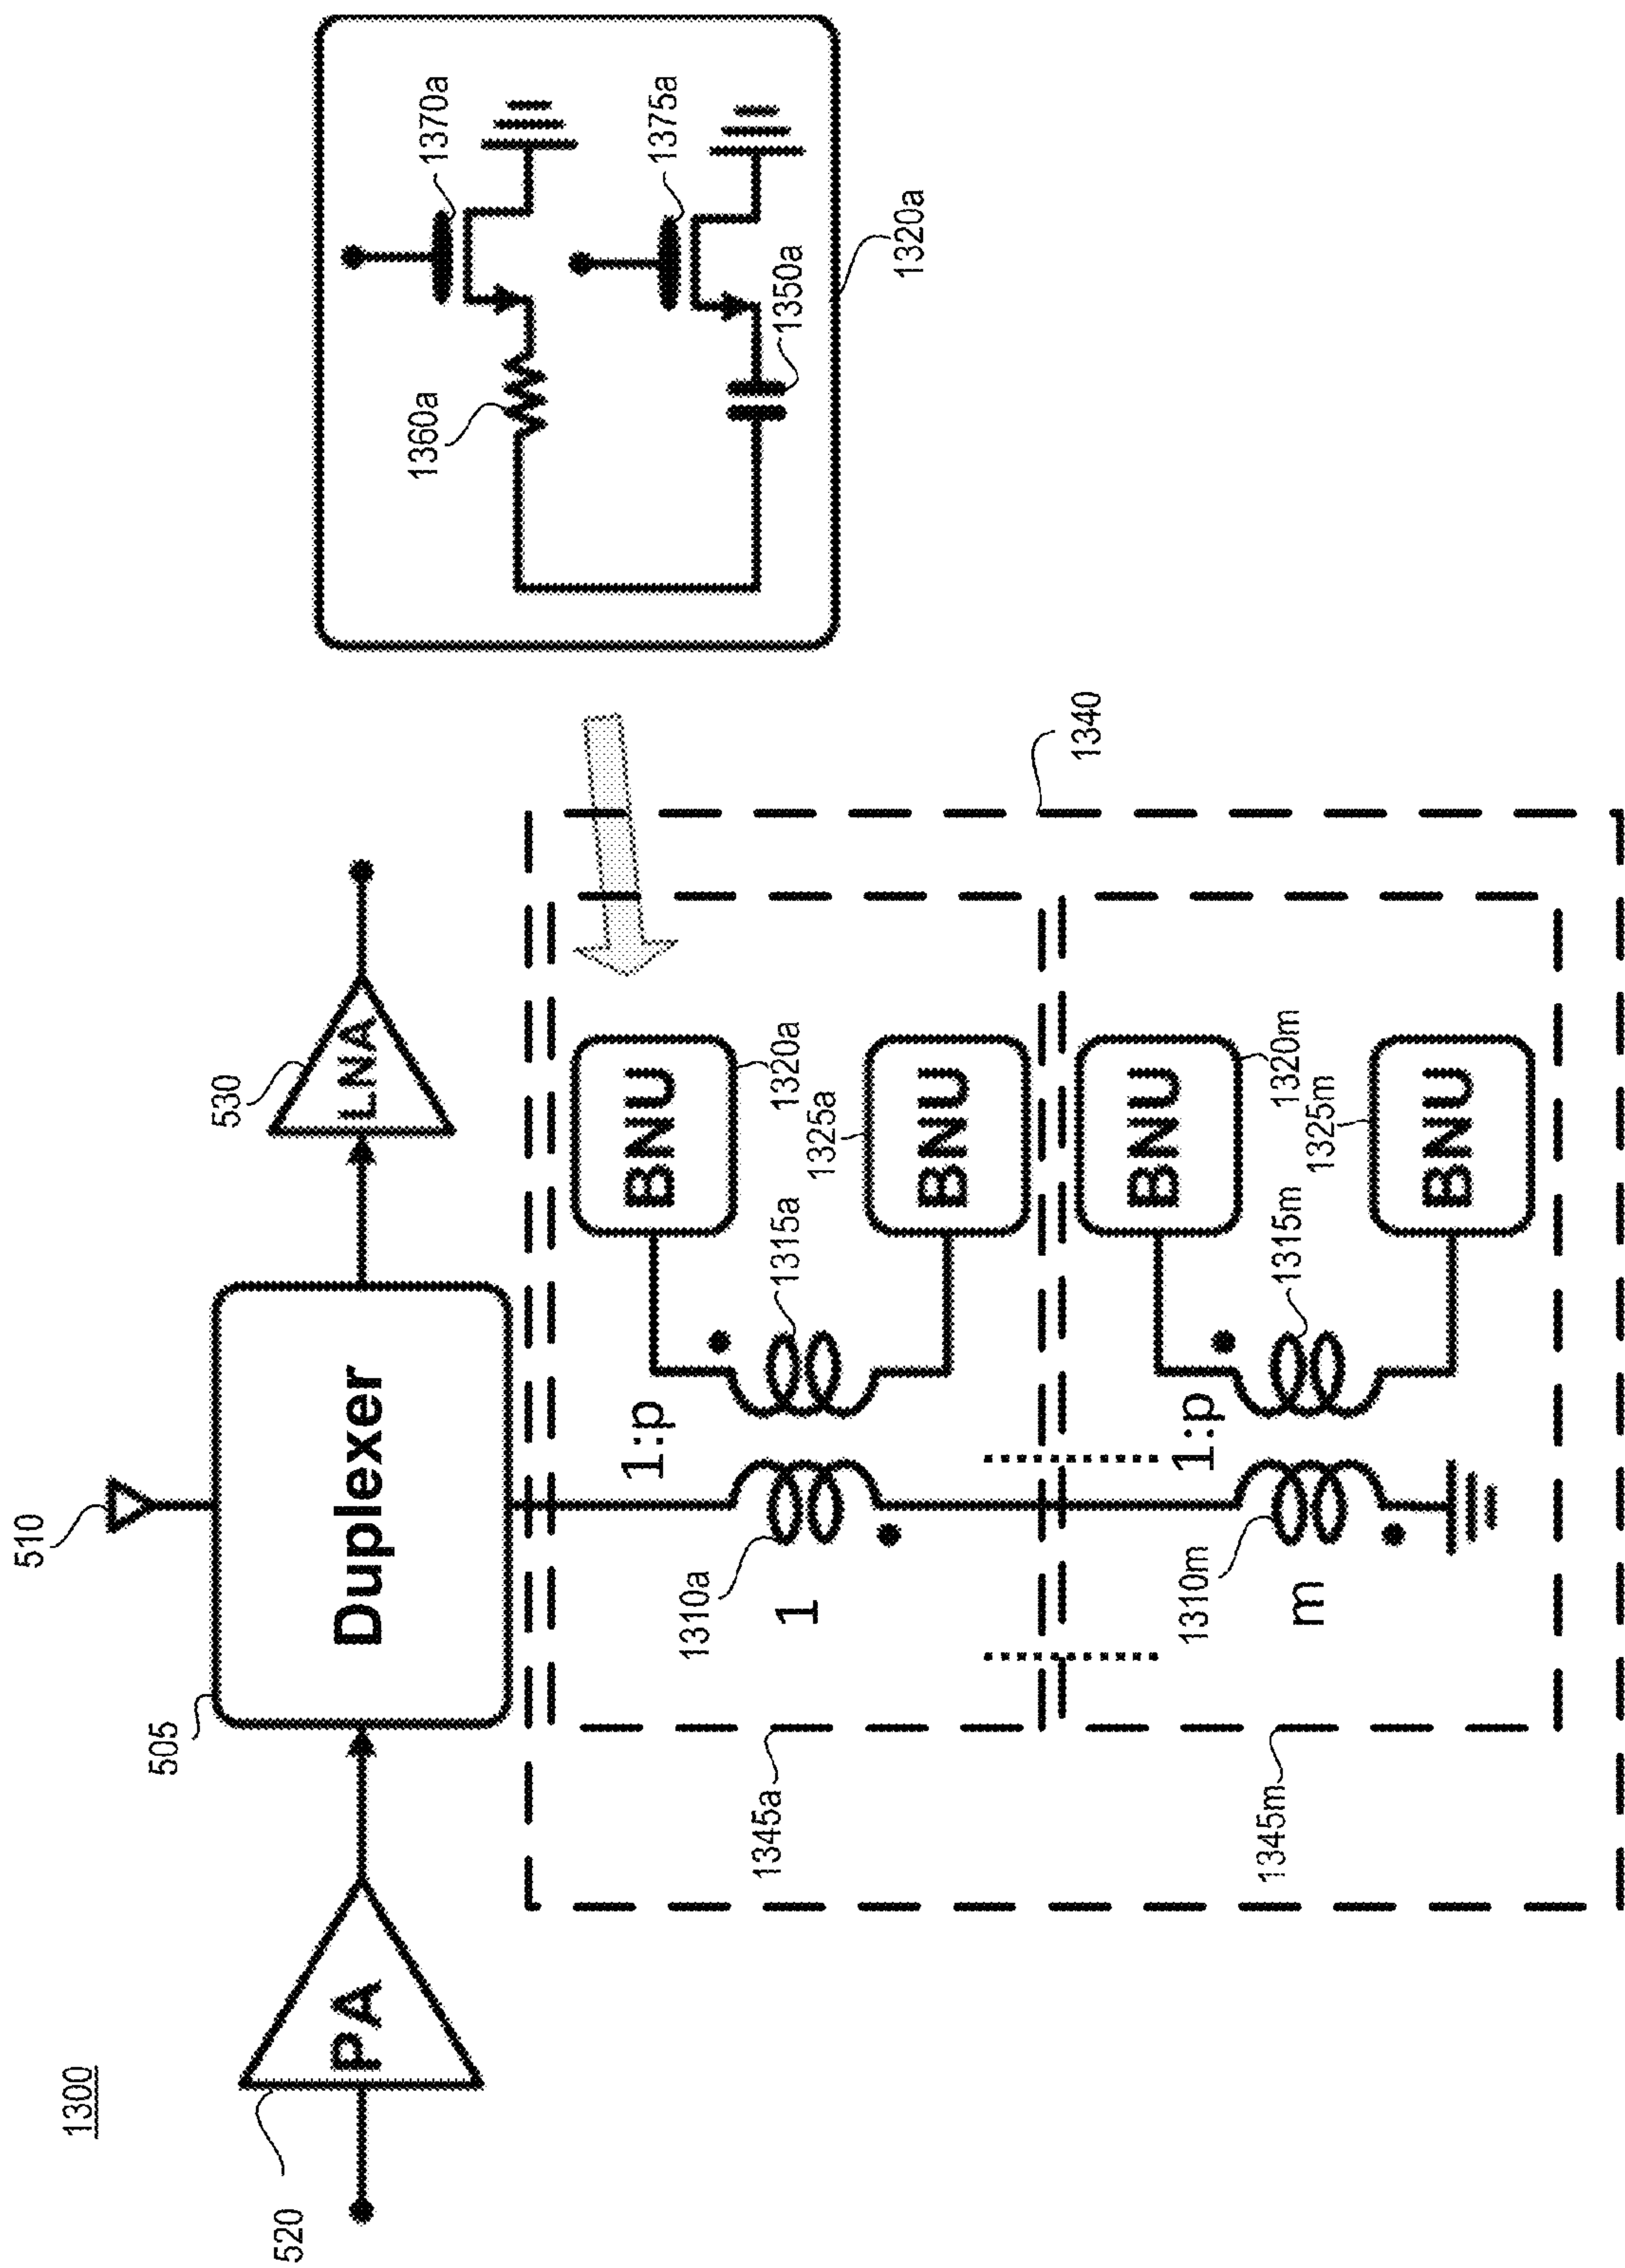 1300
510
505
520
PA
Duplexer
530
LNA
1:p
1310a
1
1315a
BNU
1320a
1325a
BNU
1345a
1:p
1310m
m
1315m
BNU
1320m
1325m
BNU
1345m
1340
1360a
1370a
1375a
1350a
1320a